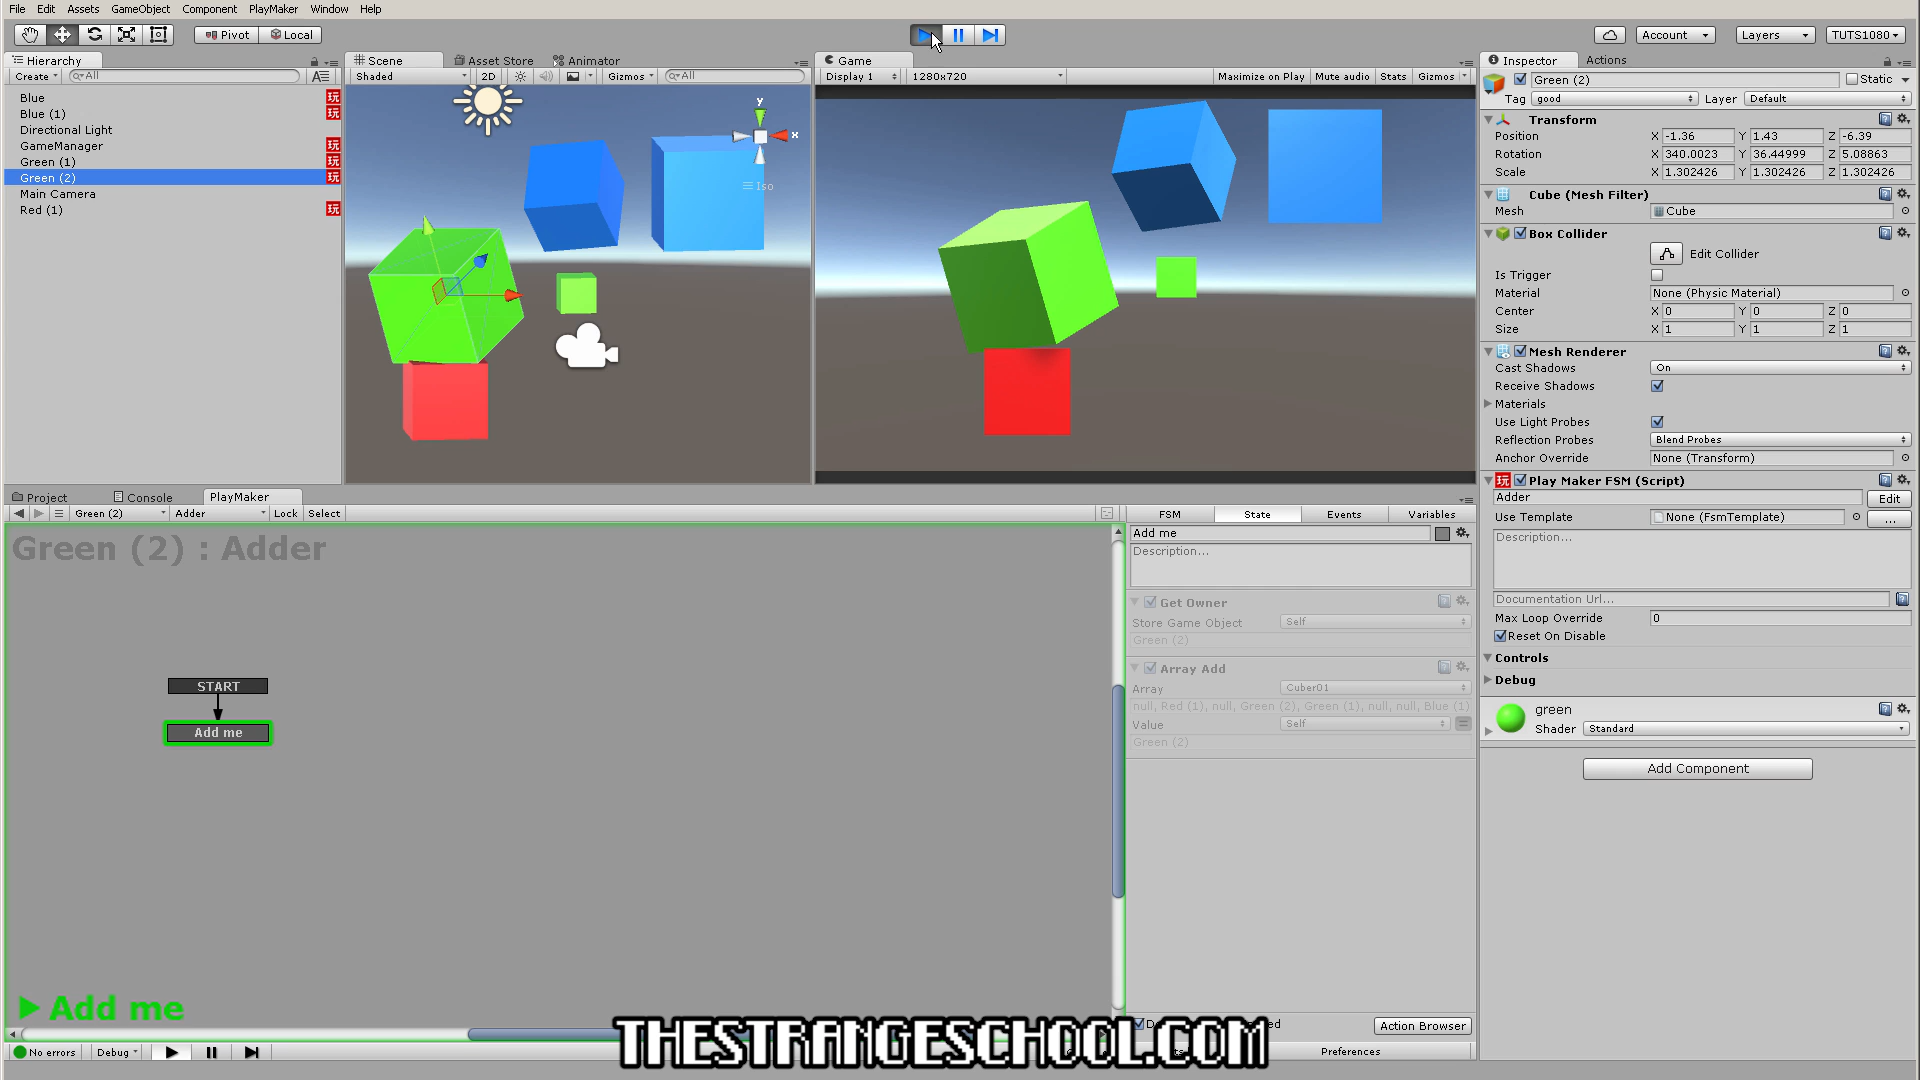 File Edit Assets GameObject Component PlayMaker Window Help
Pivot Local
Account Layers TUTS1080
Hierarchy
Create All
Blue
Blue (1)
Directional Light
GameManager
Green (1)
Green (2)
Main Camera
Red (1)
Scene Asset Store Animator
Shaded 2D Gizmos All
y
x
Iso
Game
Display 1 1280x720 Maximize on Play Mute audio Stats Gizmos
Inspector Actions
Green (2) Static
Tag good Layer Default
Transform
Position X -1.36 Y 1.43 Z -6.39
Rotation X 340.0023 Y 36.44999 Z 5.08863
Scale X 1.302426 Y 1.302426 Z 1.302426
Cube (Mesh Filter)
Mesh Cube
Box Collider
Edit Collider
Is Trigger
Material None (Physic Material)
Center X 0 Y 0 Z 0
Size X 1 Y 1 Z 1
Mesh Renderer
Cast Shadows On
Receive Shadows
Materials
Use Light Probes
Reflection Probes Blend Probes
Anchor Override None (Transform)
玩 Play Maker FSM (Script)
Adder Edit
Use Template None (FsmTemplate) ...
Description...
Documentation Url...
Max Loop Override 0
Reset On Disable
Controls
Debug
green
Shader Standard
Add Component
Project Console PlayMaker
Green (2) Adder Lock Select
Green (2) : Adder
START
Add me
Add me
FSM State Events Variables
Add me
Description...
Get Owner
Store Game Object Self
Green (2)
Array Add
Array Cuber01
null, Red (1), null, Green (2), Green (1), null, null, Blue (1)
Value Self
Green (2)
Action Browser
No errors Debug
Preferences
THESTRANGESCHOOL.COM